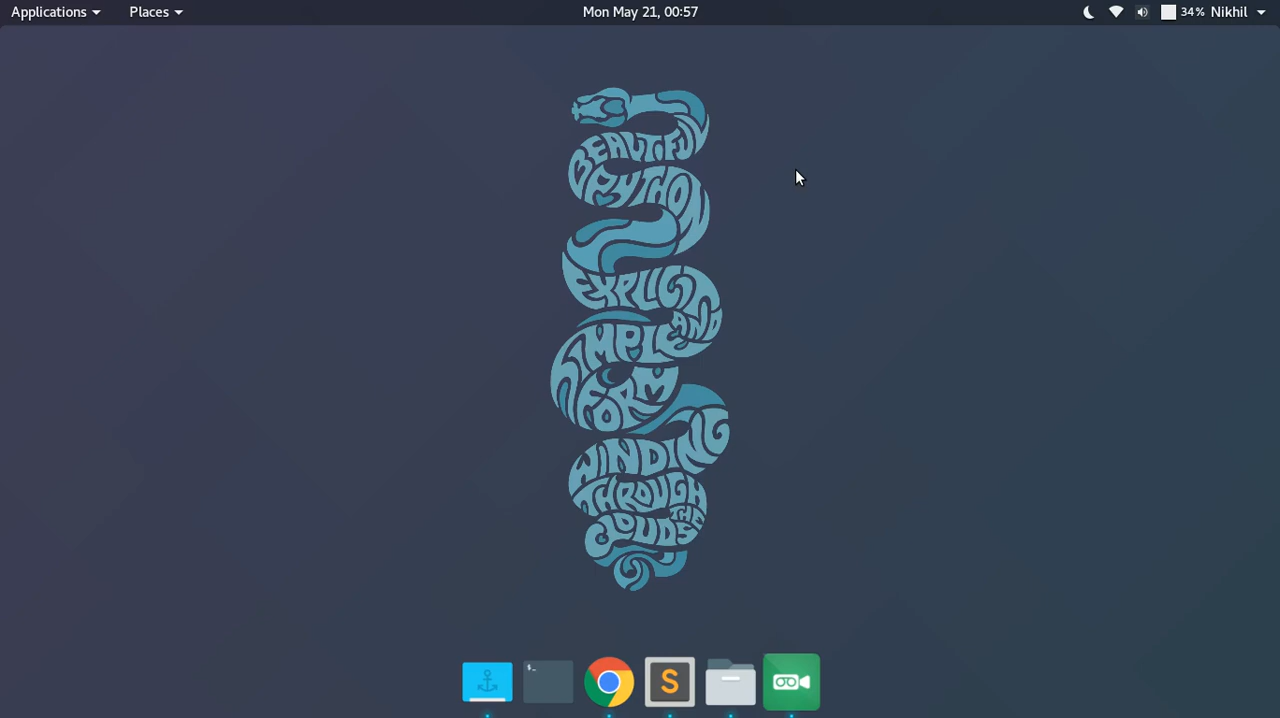 Applications Places Mon May 21, 00:57 34% Nikhil
BEAUTIFUL
PYTHON
EXPLICIT
AND
SIMPLE
FORM
WINDING
THROUGH
THE
CLOUDS
$_
S